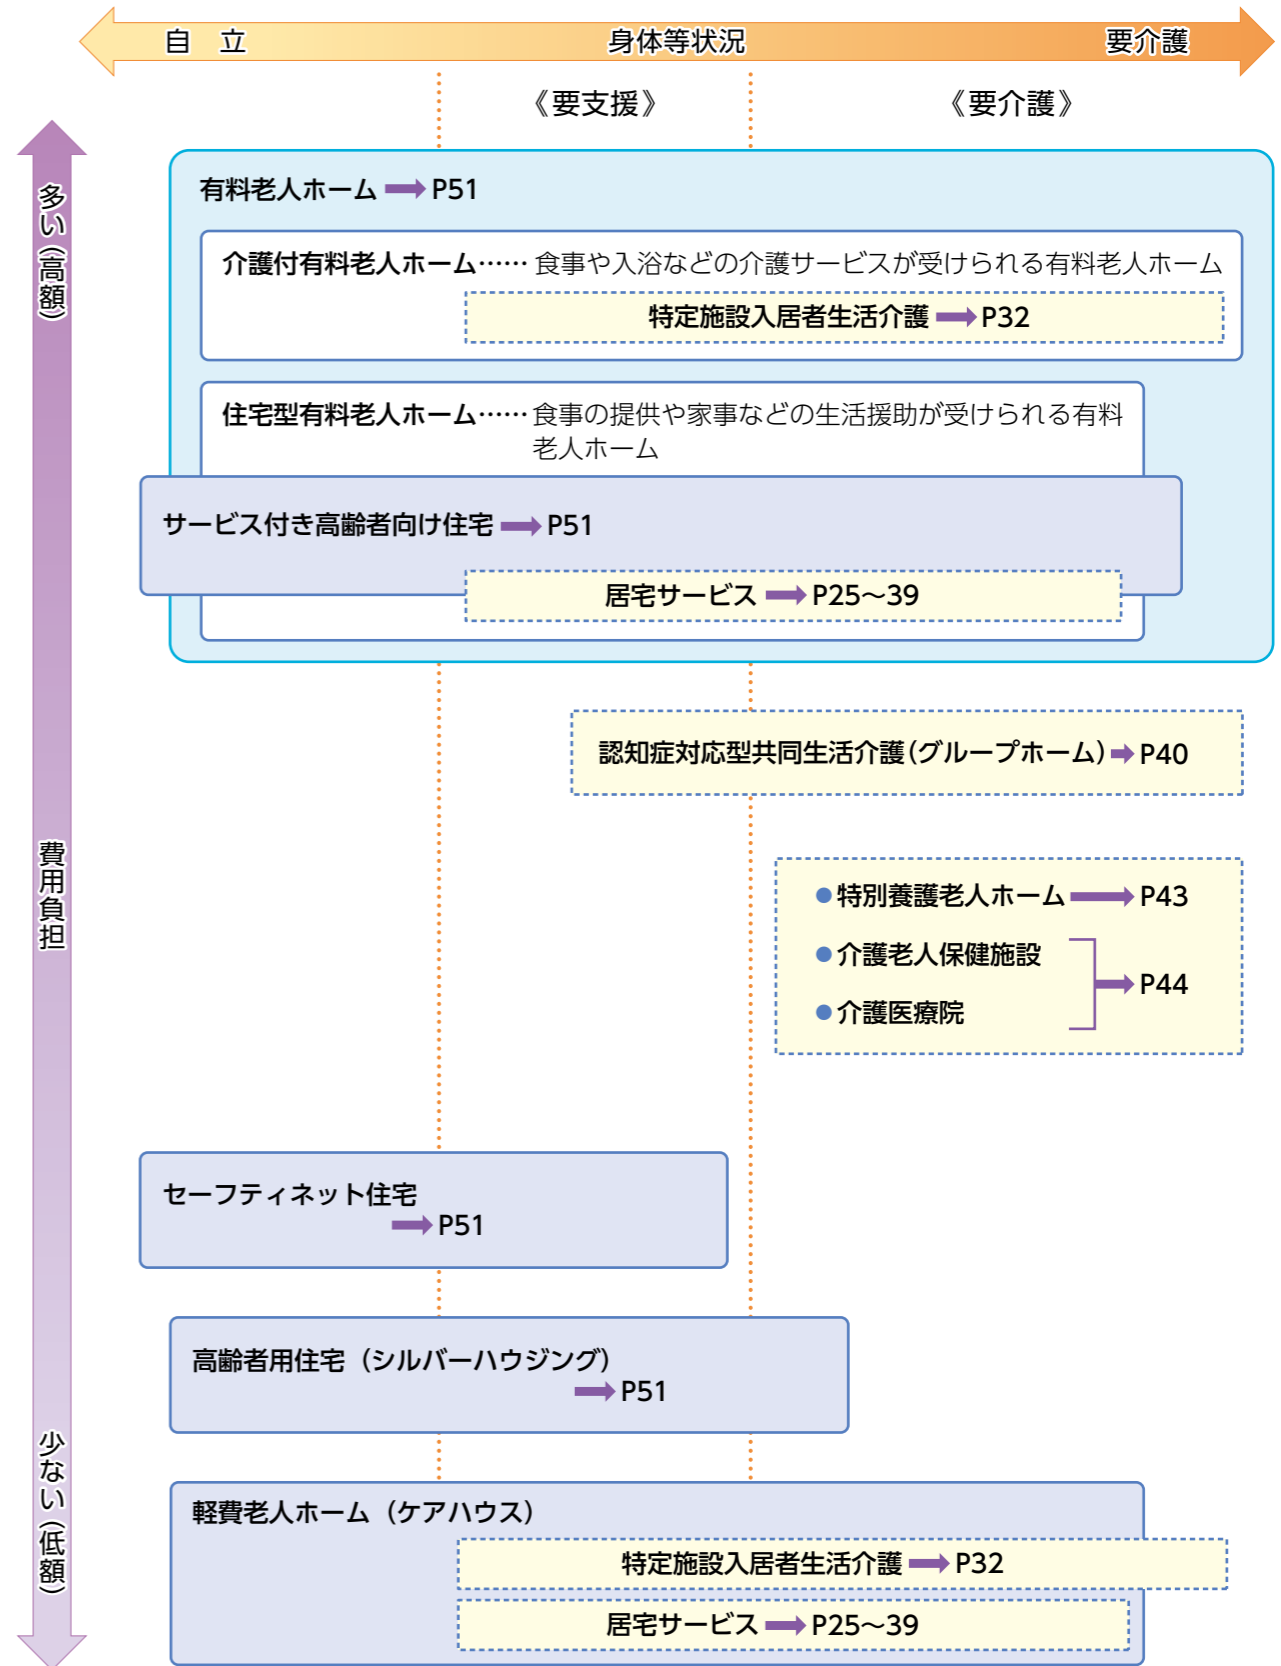 自 立 身体等状況 要介護
《要支援》 《要介護》
多い（高額）
費用負担
少ない（低額）
有料老人ホーム P51
介護付有料老人ホーム…… 食事や入浴などの介護サービスが受けられる有料老人ホーム
特定施設入居者生活介護 P32
住宅型有料老人ホーム…… 食事の提供や家事などの生活援助が受けられる有料
老人ホーム
サービス付き高齢者向け住宅 P51
居宅サービス P25～39
認知症対応型共同生活介護（グループホーム） P40
●特別養護老人ホーム P43
●介護老人保健施設
P44
●介護医療院
セーフティネット住宅
P51
高齢者用住宅（シルバーハウジング）
P51
軽費老人ホーム（ケアハウス）
特定施設入居者生活介護 P32
居宅サービス P25～39